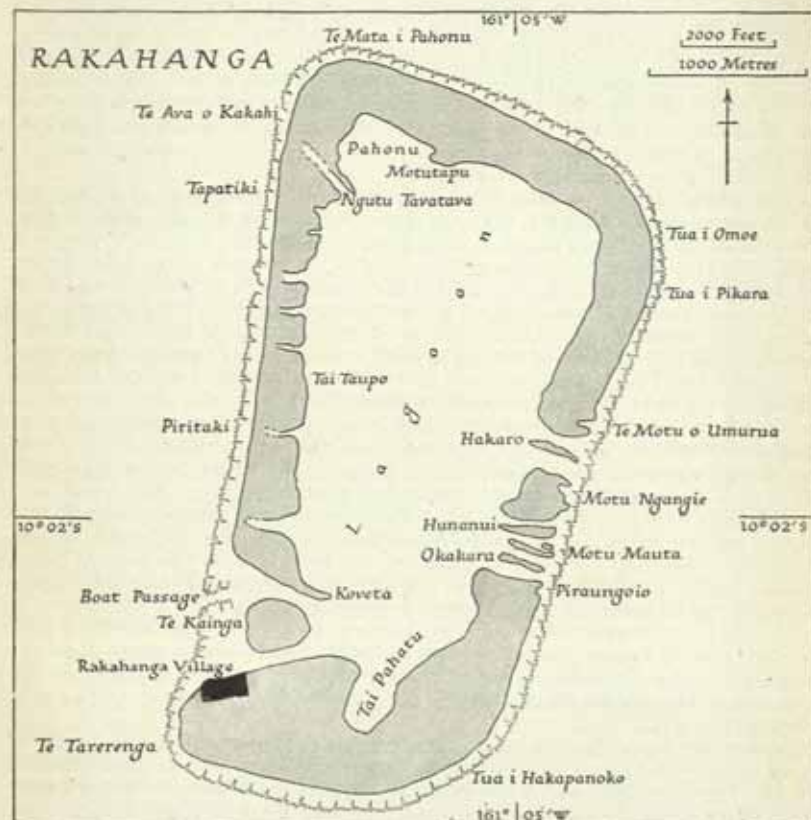 161° 05'W
2000 Feet
1000 Metres
RAKAHANGA
Te Mata i Pahonu
Te Ava o Kakahi
Pahonu
Motutapu
Tapatiki
Ngutu Tavatava
Tua i Omoe
Tua i Pikara
Lagoon
Tai Taupo
Piritaki
Hakaro
Te Motu o Umurua
Motu Ngangie
10° 02'S
Hunanui
10° 02'S
Okakara
Motu Mauta
Boat Passage
Koveta
Piraungoio
Te Kainga
Rakahanga Village
Tai Pahatu
Te Tarerenga
Tua i Hakapanoko
161° 05'W